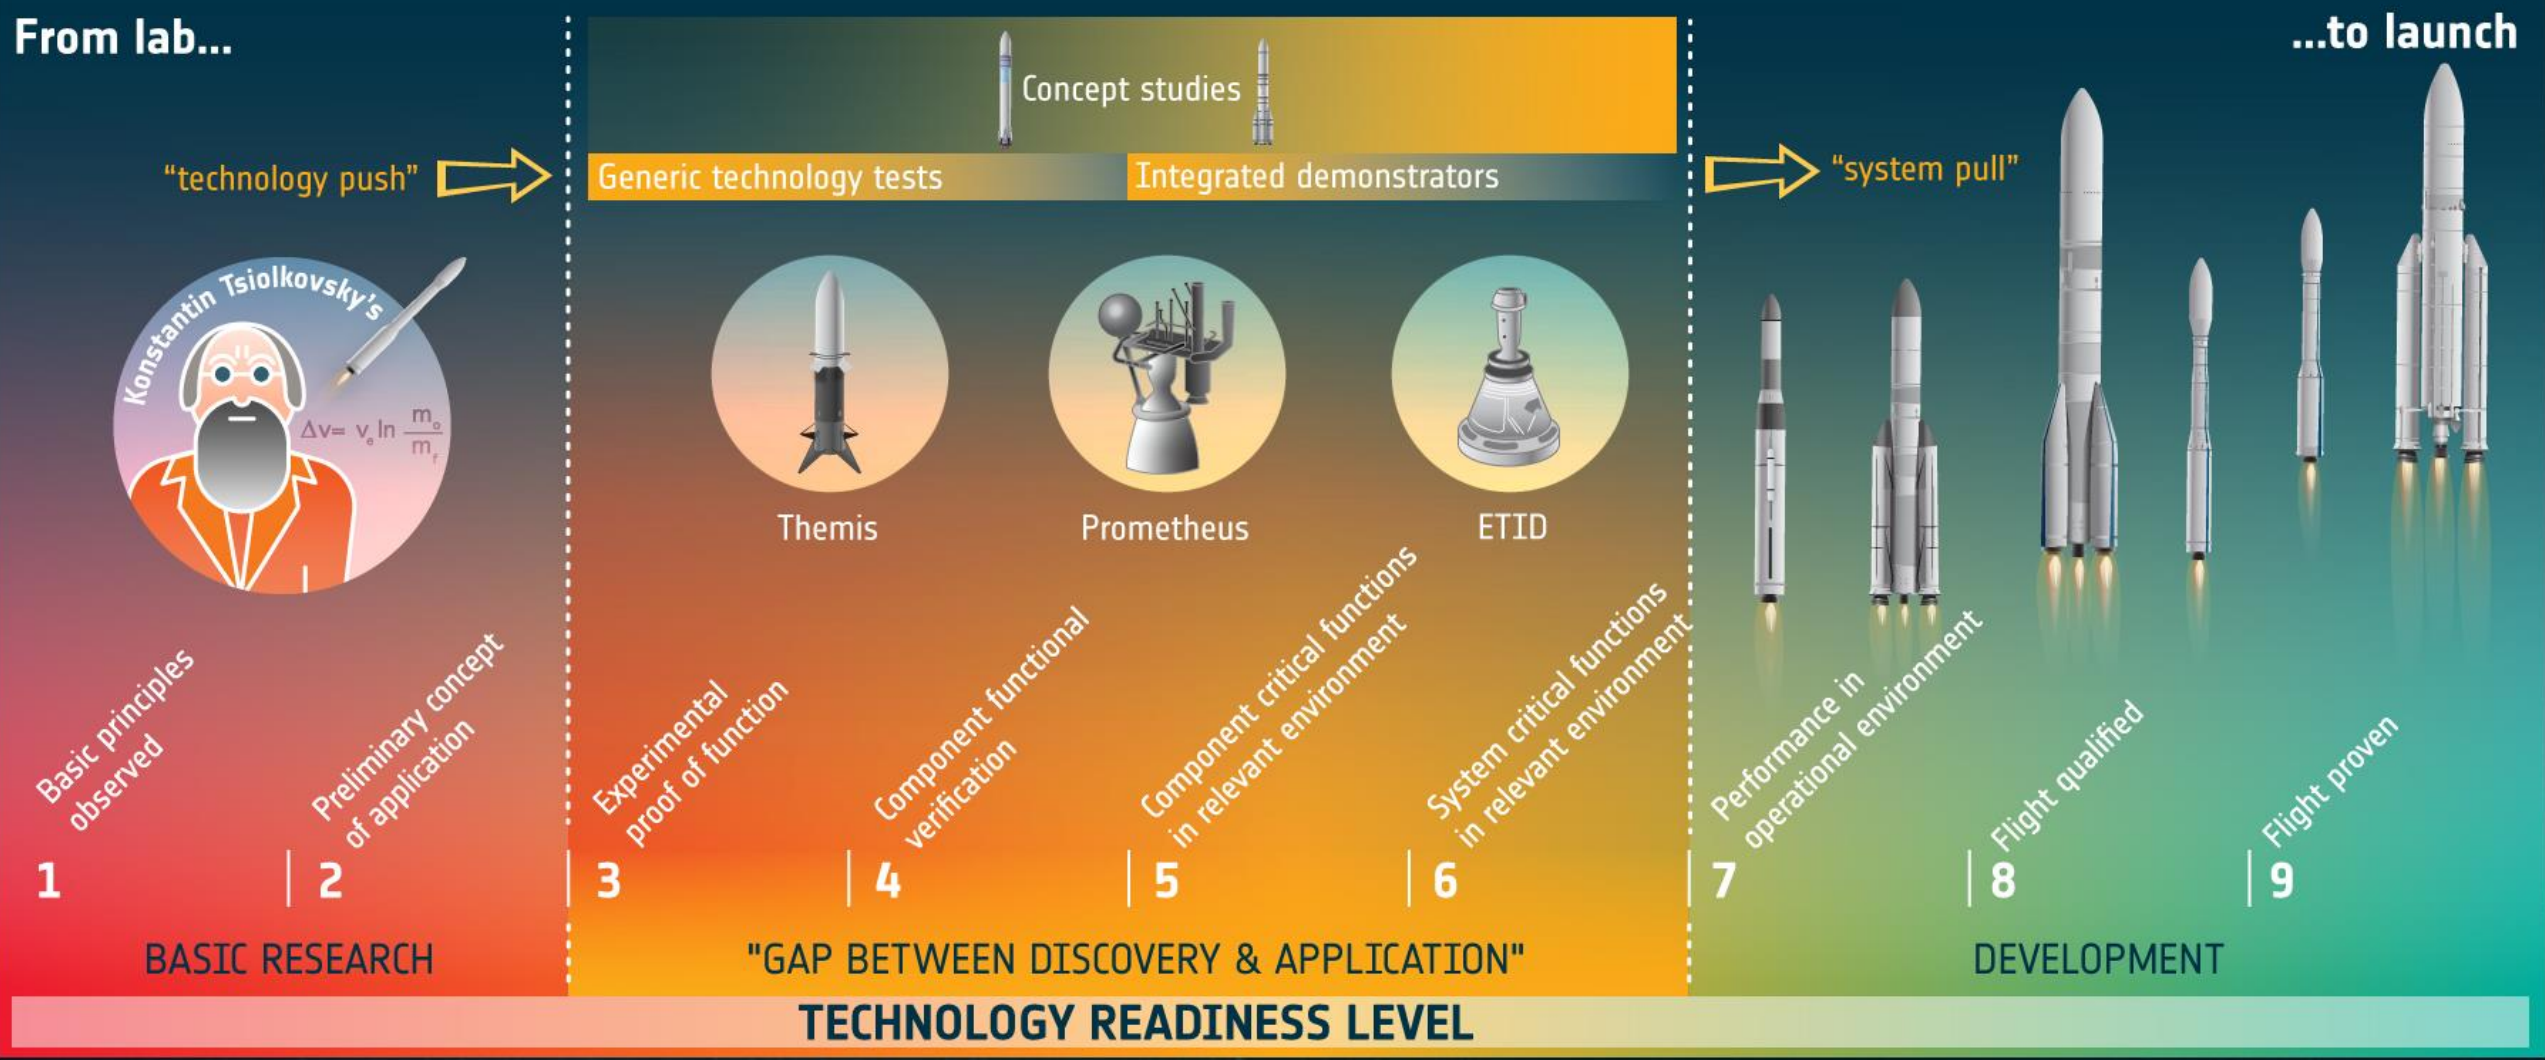 From lab...
...to launch
Concept studies
"technology push"
Generic technology tests
Integrated demonstrators
"system pull"
Konstantin Tsiolkovsky's
Δv= vₑ ln m₀
m_f
Themis
Prometheus
ETID
Basic principles
observed
Preliminary concept
of application
Experimental
proof of function
Component functional
verification
Component critical functions
in relevant environment
System critical functions
in relevant environment
Performance in
operational environment
Flight qualified
Flight proven
1
2
3
4
5
6
7
8
9
BASIC RESEARCH
"GAP BETWEEN DISCOVERY & APPLICATION"
DEVELOPMENT
TECHNOLOGY READINESS LEVEL